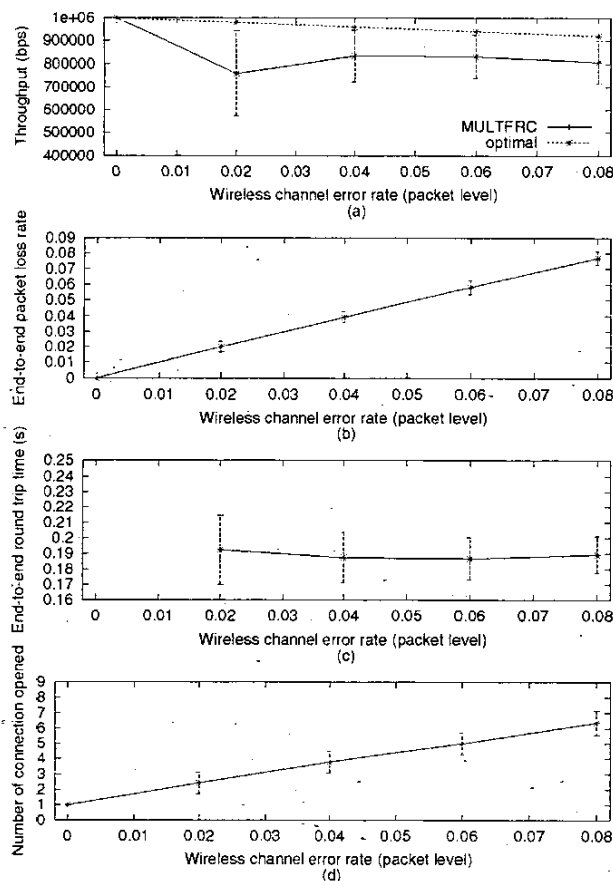 Throughput (bps)
1e+06
900000
800000
700000
600000
500000
400000
MULTFRC
optimal
0 0.01 0.02 0.03 0.04 0.05 0.06 0.07 0.08
Wireless channel error rate (packet level)
(a)
End-to-end packet loss rate
0.09
0.08
0.07
0.06
0.05
0.04
0.03
0.02
0.01
0
0 0.01 0.02 0.03 0.04 0.05 0.06 0.07 0.08
Wireless channel error rate (packet level)
(b)
End-to-end round trip time (s)
0.25
0.24
0.23
0.22
0.21
0.2
0.19
0.18
0.17
0.16
0 0.01 0.02 0.03 0.04 0.05 0.06 0.07 0.08
Wireless channel error rate (packet level)
(c)
Number of connection opened
9
8
7
6
5
4
3
2
1
0
0 0.01 0.02 0.03 0.04 0.05 0.06 0.07 0.08
Wireless channel error rate (packet level)
(d)